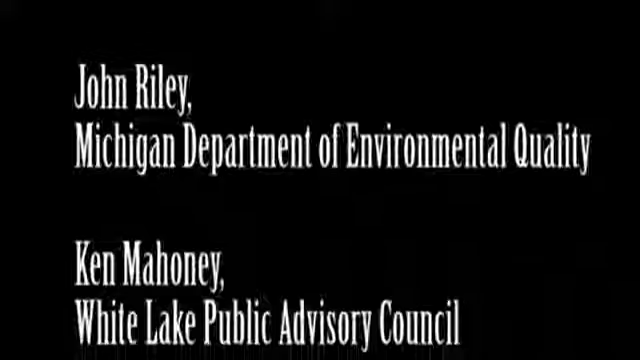 John Riley,
Michigan Department of Environmental Quality
Ken Mahoney,
White Lake Public Advisory Council